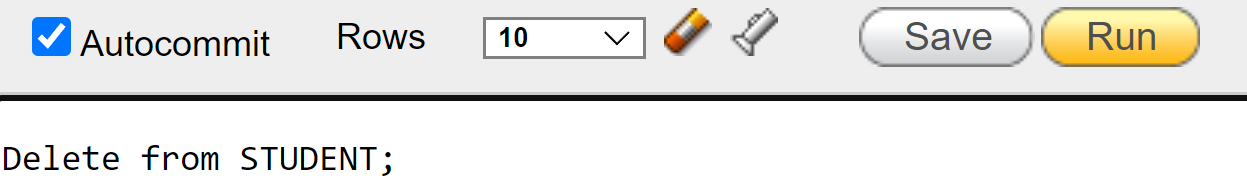 Autocommit Rows 10 Save Run
Delete from STUDENT;